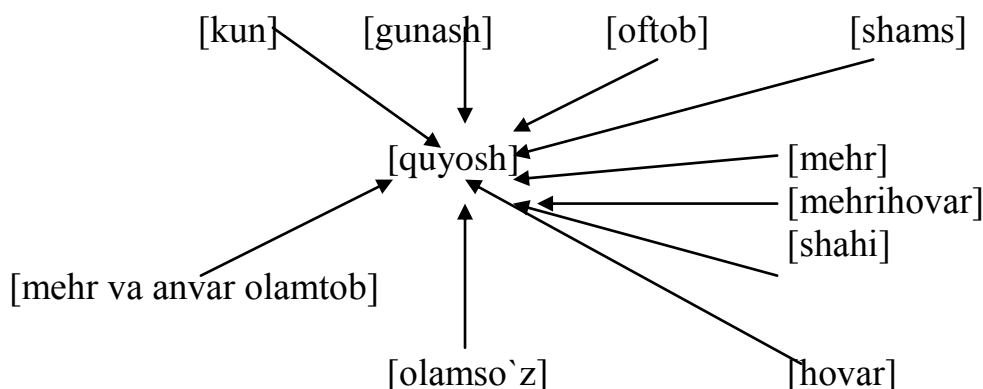 [kun] [gunash] [oftob] [shams]
[quyosh] [mehr]
[mehrihovar]
[shahi]
[mehr va anvar olamtob]
[olamso`z] [hovar]